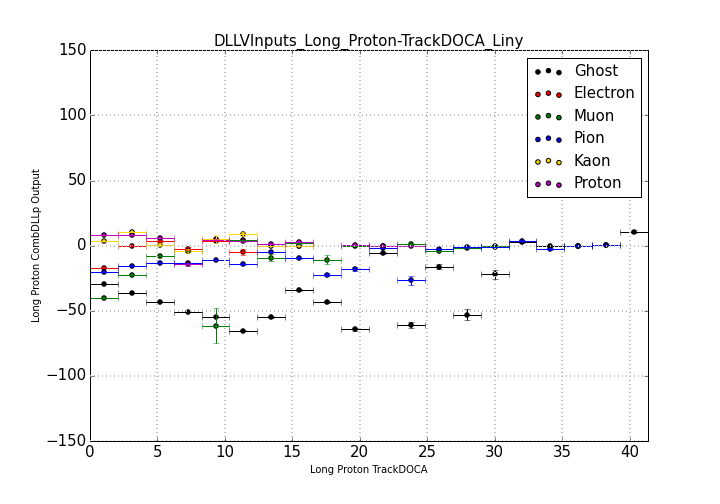 DLLVInputs_Long_Proton-TrackDOCA_Liny
150
100
50
0
−50
−100
−150
Long Proton CombDLLp Output
Ghost
Electron
Muon
Pion
Kaon
Proton
0 5 10 15 20 25 30 35 40
Long Proton TrackDOCA